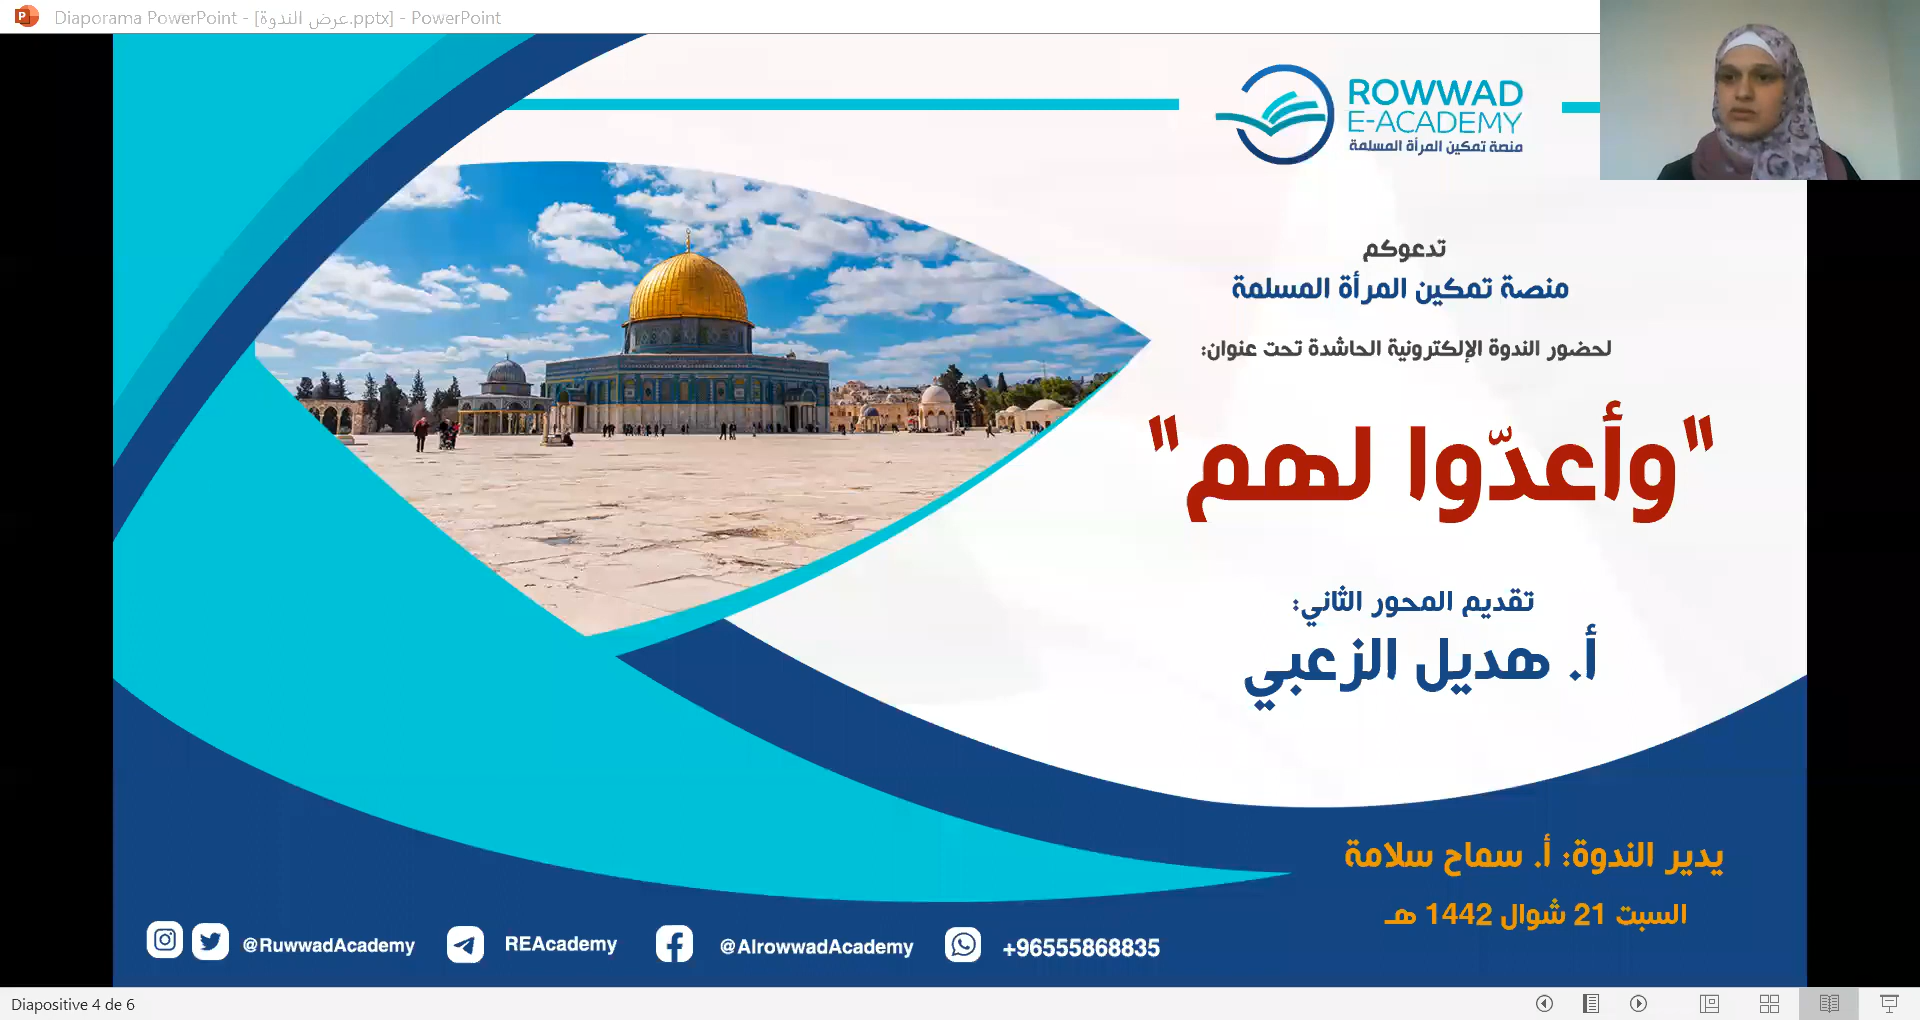 Diaporama PowerPoint - [عرض الندوة.pptx] - PowerPoint
ROWWAD
E-ACADEMY
منصة تمكين المرأة المسلمة
تدعوكم
منصة تمكين المرأة المسلمة
لحضور الندوة الإلكترونية الحاشدة تحت عنوان:
"وأعدّوا لهم"
تقديم المحور الثاني:
أ. هديل الزعبي
يدير الندوة: أ. سماح سلامة
السبت 21 شوال 1442 هـ
@RuwwadAcademy REAcademy @AlrowwadAcademy +96555868835
Diapositive 4 de 6